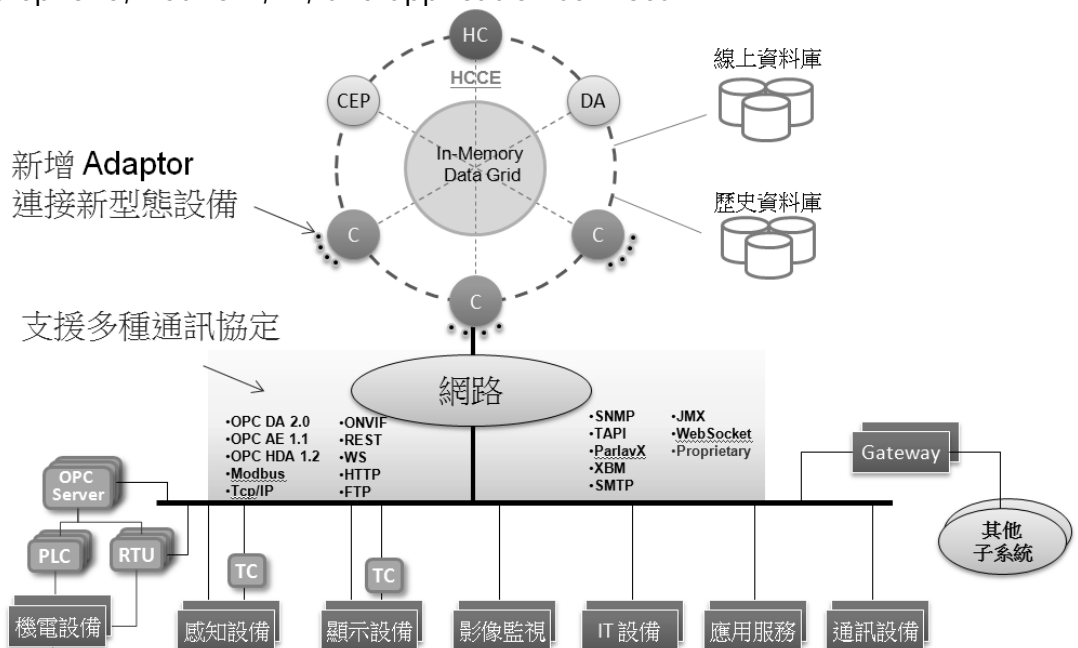 HC
HCCE
CEP
DA
In-Memory
Data Grid
C
C
C
線上資料庫
歷史資料庫
新增 Adaptor
連接新型態設備
支援多種通訊協定
網路
•OPC DA 2.0
•OPC AE 1.1
•OPC HDA 1.2
•Modbus
•Tcp/IP
•ONVIF
•REST
•WS
•HTTP
•FTP
•SNMP
•TAPI
•ParlayX
•XBM
•SMTP
•JMX
•WebSocket
•Proprietary
Gateway
其他
子系統
OPC
Server
PLC
RTU
TC
TC
機電設備
感知設備
顯示設備
影像監視
IT 設備
應用服務
通訊設備